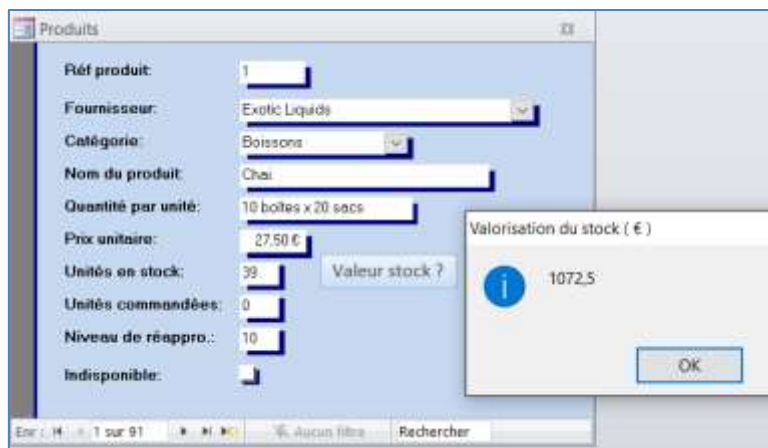 Produits
Réf produit: 1
Fournisseur: Exotic Liquids
Catégorie: Boissons
Nom du produit: Chai
Quantité par unité: 10 boîtes x 20 sacs
Prix unitaire: 27,50 €
Unités en stock: 39 Valeur stock ?
Unités commandées: 0
Niveau de réappro.: 10
Indisponible:
Valorisation du stock ( € )
1072,5
OK
Enr : 1 sur 91 Aucun filtre Rechercher